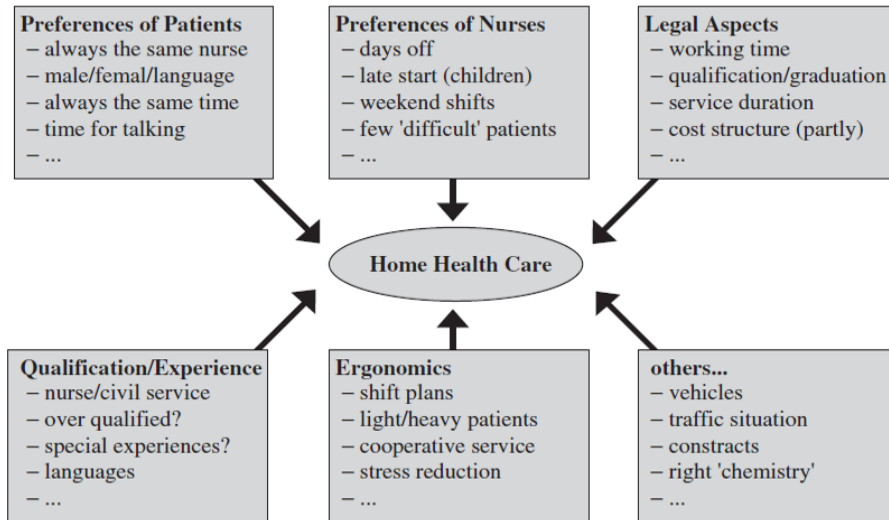 Preferences of Patients
– always the same nurse
– male/femal/language
– always the same time
– time for talking
– ...
Preferences of Nurses
– days off
– late start (children)
– weekend shifts
– few 'difficult' patients
– ...
Legal Aspects
– working time
– qualification/graduation
– service duration
– cost structure (partly)
– ...
Home Health Care
Qualification/Experience
– nurse/civil service
– over qualified?
– special experiences?
– languages
– ...
Ergonomics
– shift plans
– light/heavy patients
– cooperative service
– stress reduction
– ...
others...
– vehicles
– traffic situation
– constracts
– right 'chemistry'
– ...